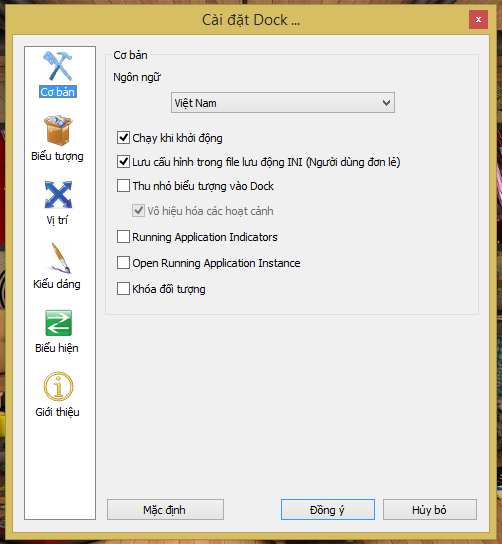 Cài đặt Dock ...
x
Cơ bản
Biểu tượng
Vị trí
Kiểu dáng
Biểu hiện
Giới thiệu
Cơ bản
Ngôn ngữ
Việt Nam
Chạy khi khởi động
Lưu cấu hình trong file lưu động INI (Người dùng đơn lẻ)
Thu nhỏ biểu tượng vào Dock
Vô hiệu hóa các hoạt cảnh
Running Application Indicators
Open Running Application Instance
Khóa đối tượng
Mặc định
Đồng ý
Hủy bỏ